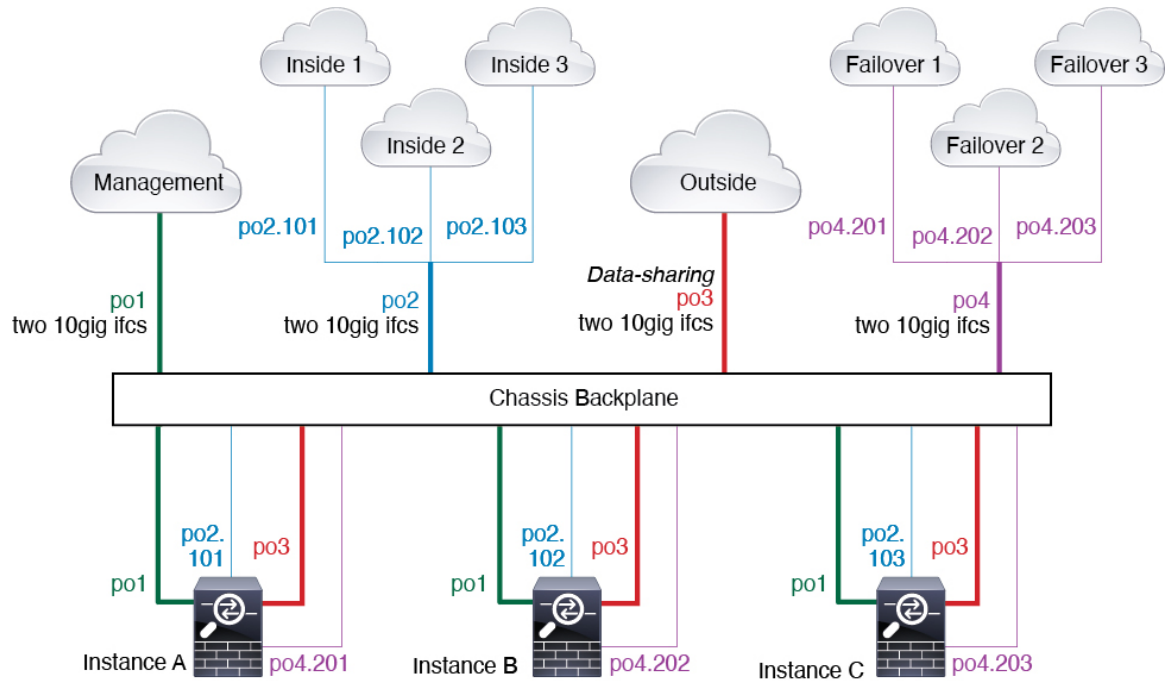 Inside 1
Inside 3
Failover 1
Failover 3
Inside 2
Failover 2
Management
Outside
po2.101
po2.102
po2.103
po4.201
po4.202
po4.203
Data-sharing
po1
two 10gig ifcs
po2
two 10gig ifcs
po3
two 10gig ifcs
po4
two 10gig ifcs
Chassis Backplane
po2.
101
po3
po1
Instance A
po4.201
po2.
102
po3
po1
Instance B
po4.202
po2.
103
po3
po1
Instance C
po4.203